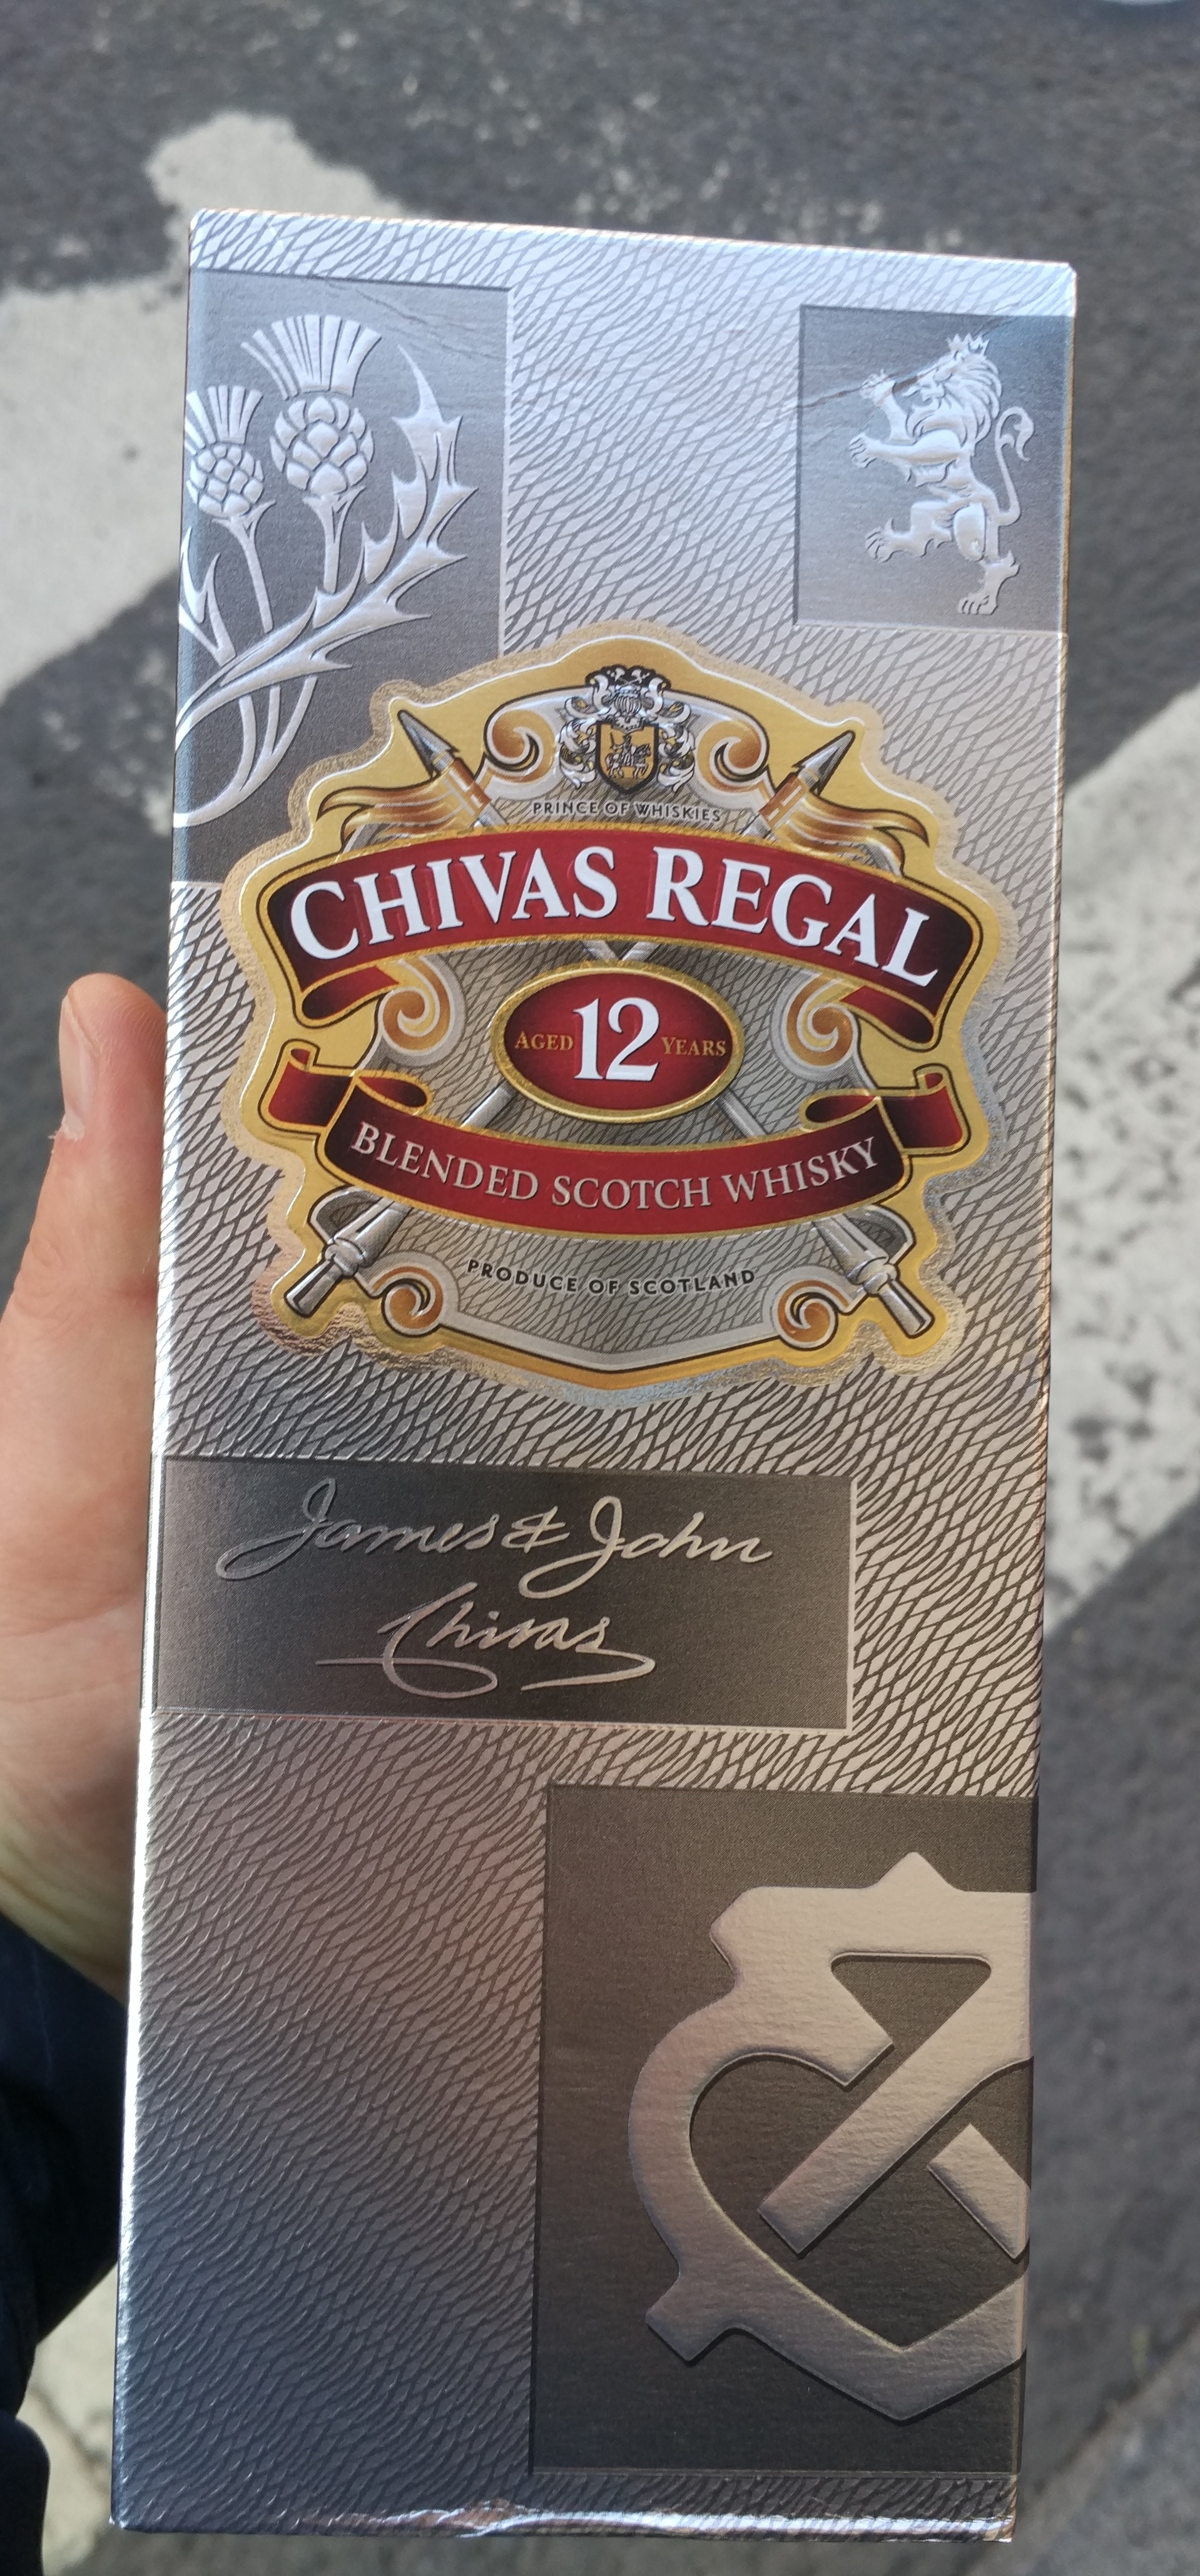 PRINCE OF WHISKIES
CHIVAS REGAL
AGED 12 YEARS
BLENDED SCOTCH WHISKY
PRODUCE OF SCOTLAND
James & John
Chivas